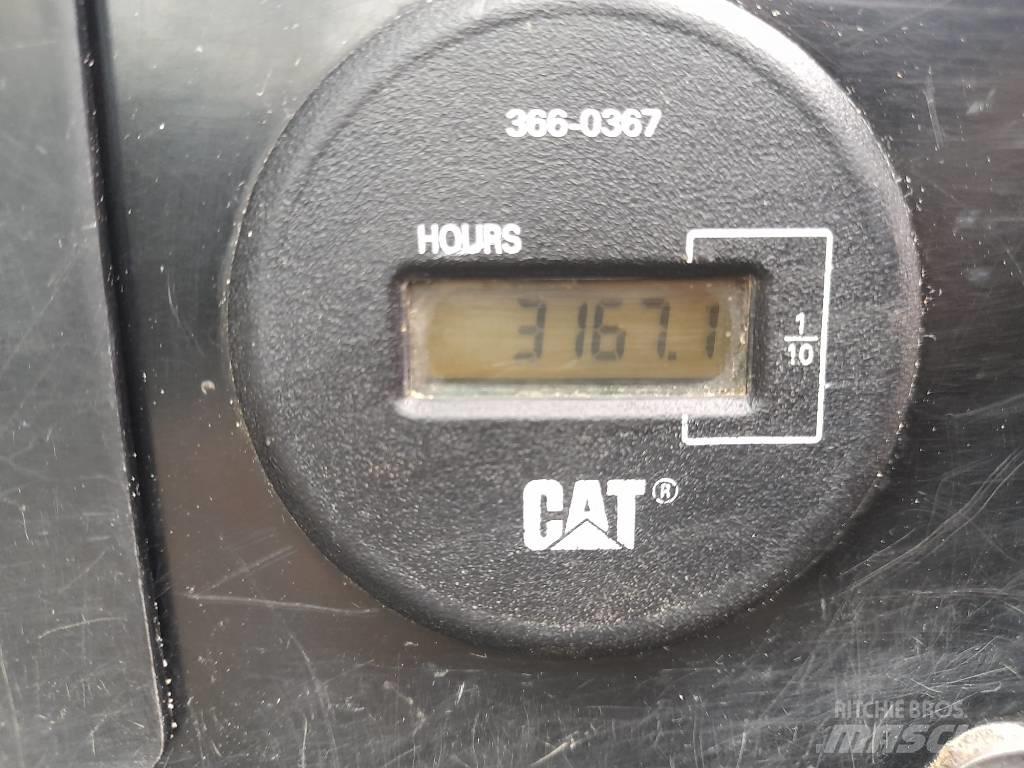 366-0367
HOURS
3167.1
1
10
CAT®
RITCHIE BROS.
MASCUS